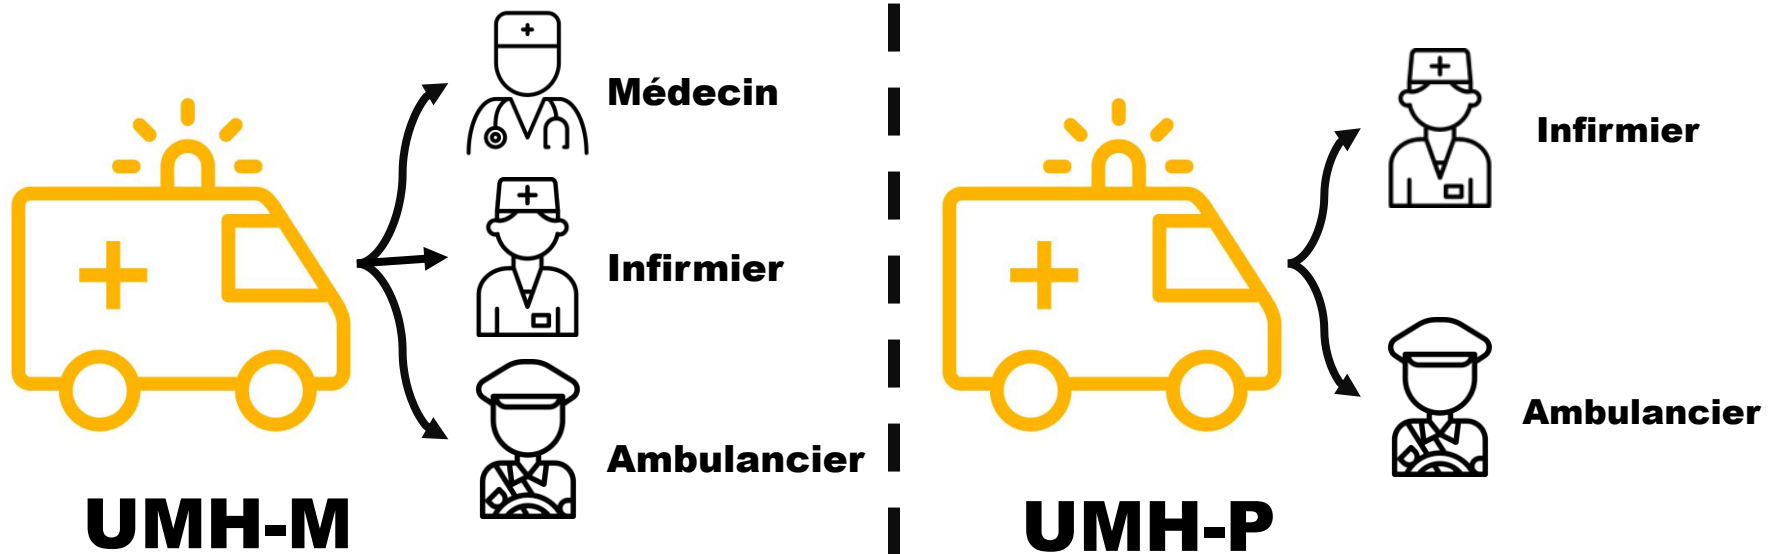 Médecin
Infirmier
Ambulancier
UMH-M
Infirmier
Ambulancier
UMH-P